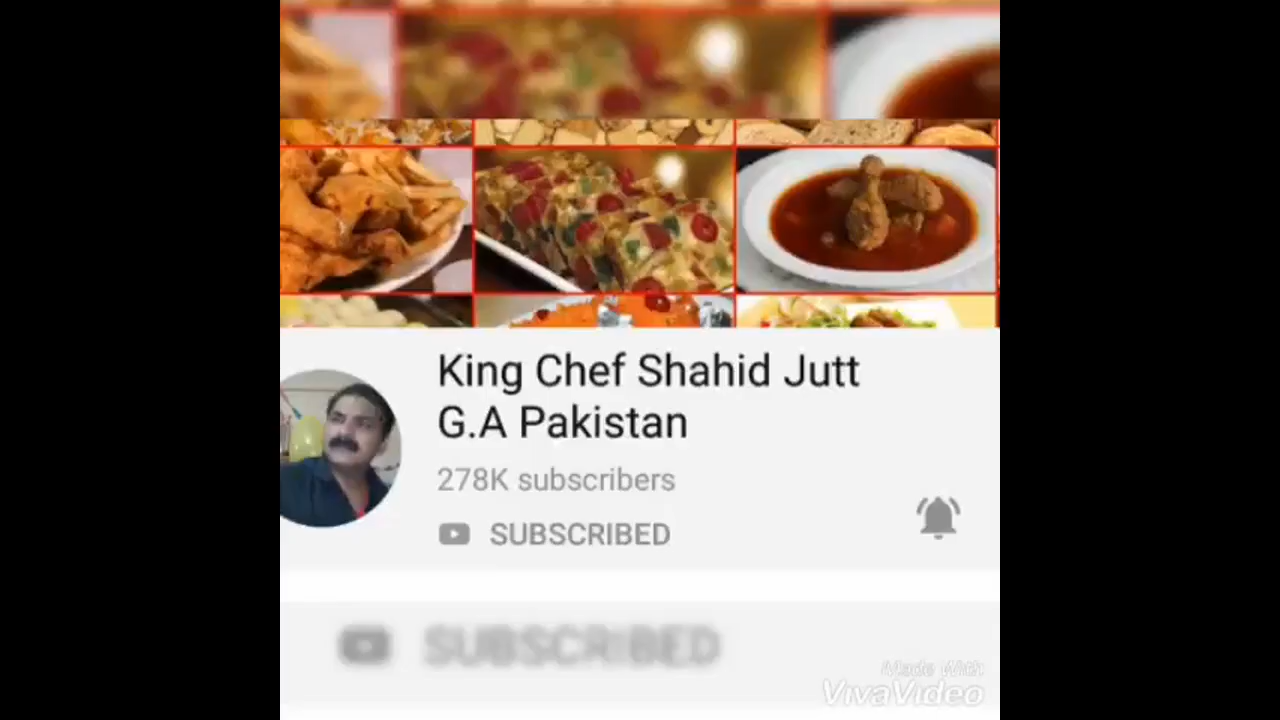 King Chef Shahid Jutt
G.A Pakistan
278K subscribers
SUBSCRIBED
SUBSCRIBED
Made With
VivaVideo